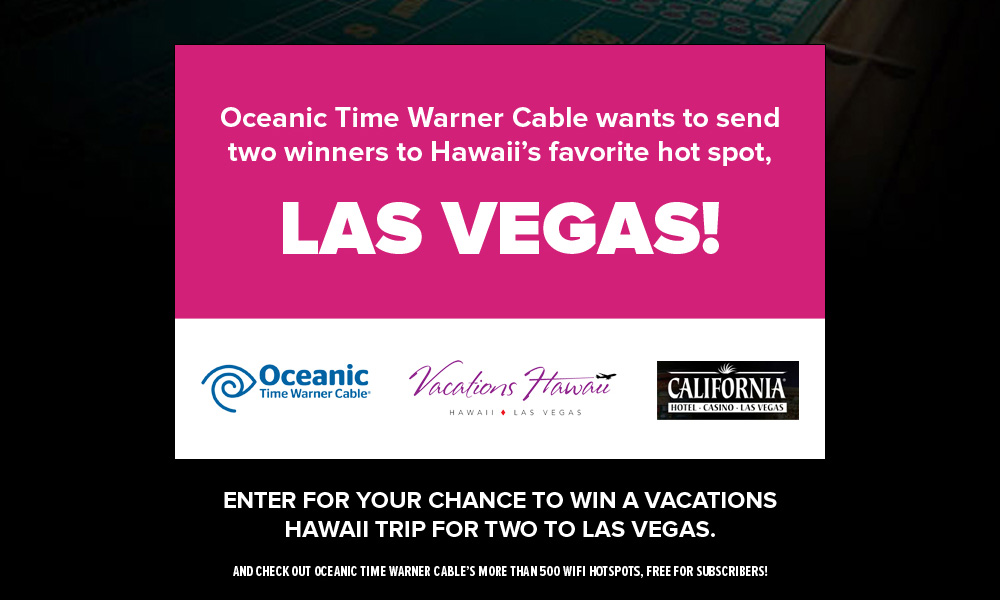 Oceanic Time Warner Cable wants to send
two winners to Hawaii's favorite hot spot,
LAS VEGAS!
Oceanic
Time Warner Cable®
Vacations Hawaii
HAWAII ♦ LAS VEGAS
CALIFORNIA®
HOTEL · CASINO · LAS VEGAS
ENTER FOR YOUR CHANCE TO WIN A VACATIONS
HAWAII TRIP FOR TWO TO LAS VEGAS.
AND CHECK OUT OCEANIC TIME WARNER CABLE'S MORE THAN 500 WIFI HOTSPOTS, FREE FOR SUBSCRIBERS!